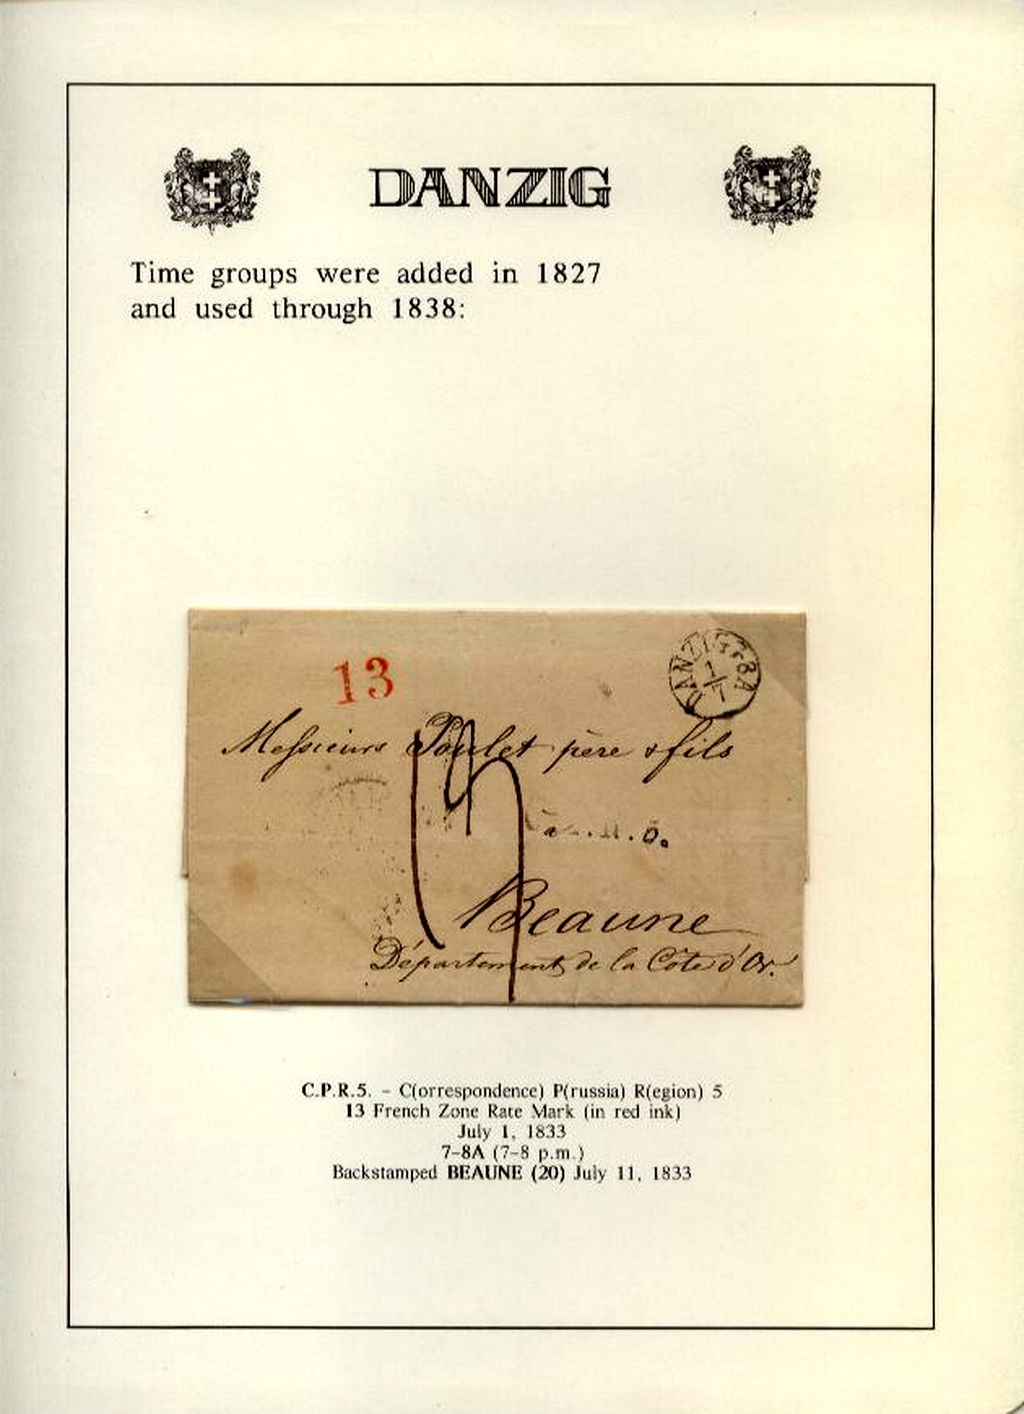 DANZIG
Time groups were added in 1827
and used through 1838:
13
DANZIG 7-8A
1/7
Messieurs Poulet père & fils
Beaune
Département de la Côte d'Or.
C.P.R.5. - C(orrespondence) P(russia) R(egion) 5
13 French Zone Rate Mark (in red ink)
July 1, 1833
7-8A (7-8 p.m.)
Backstamped BEAUNE (20) July 11, 1833